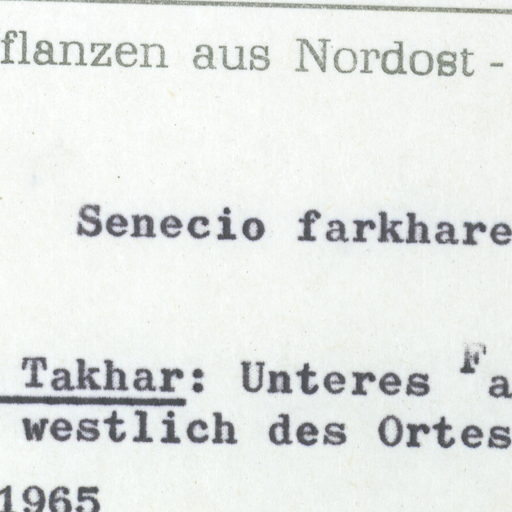 flanzen aus Nordost -
Senecio farkhare
Takhar: Unteres Fa
westlich des Ortes
1965